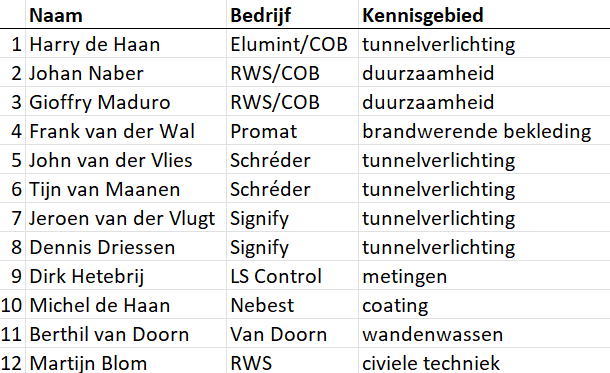 Naam Bedrijf Kennisgebied
1 Harry de Haan Elumint/COB tunnelverlichting
2 Johan Naber RWS/COB duurzaamheid
3 Gioffry Maduro RWS/COB duurzaamheid
4 Frank van der Wal Promat brandwerende bekleding
5 John van der Vlies Schréder tunnelverlichting
6 Tijn van Maanen Schréder tunnelverlichting
7 Jeroen van der Vlugt Signify tunnelverlichting
8 Dennis Driessen Signify tunnelverlichting
9 Dirk Hetebrij LS Control metingen
10 Michel de Haan Nebest coating
11 Berthil van Doorn Van Doorn wandenwassen
12 Martijn Blom RWS civiele techniek